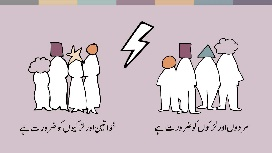 مردوں اور لڑکوں کو ضرورت ہے
خواتین اور لڑکیوں کو ضرورت ہے